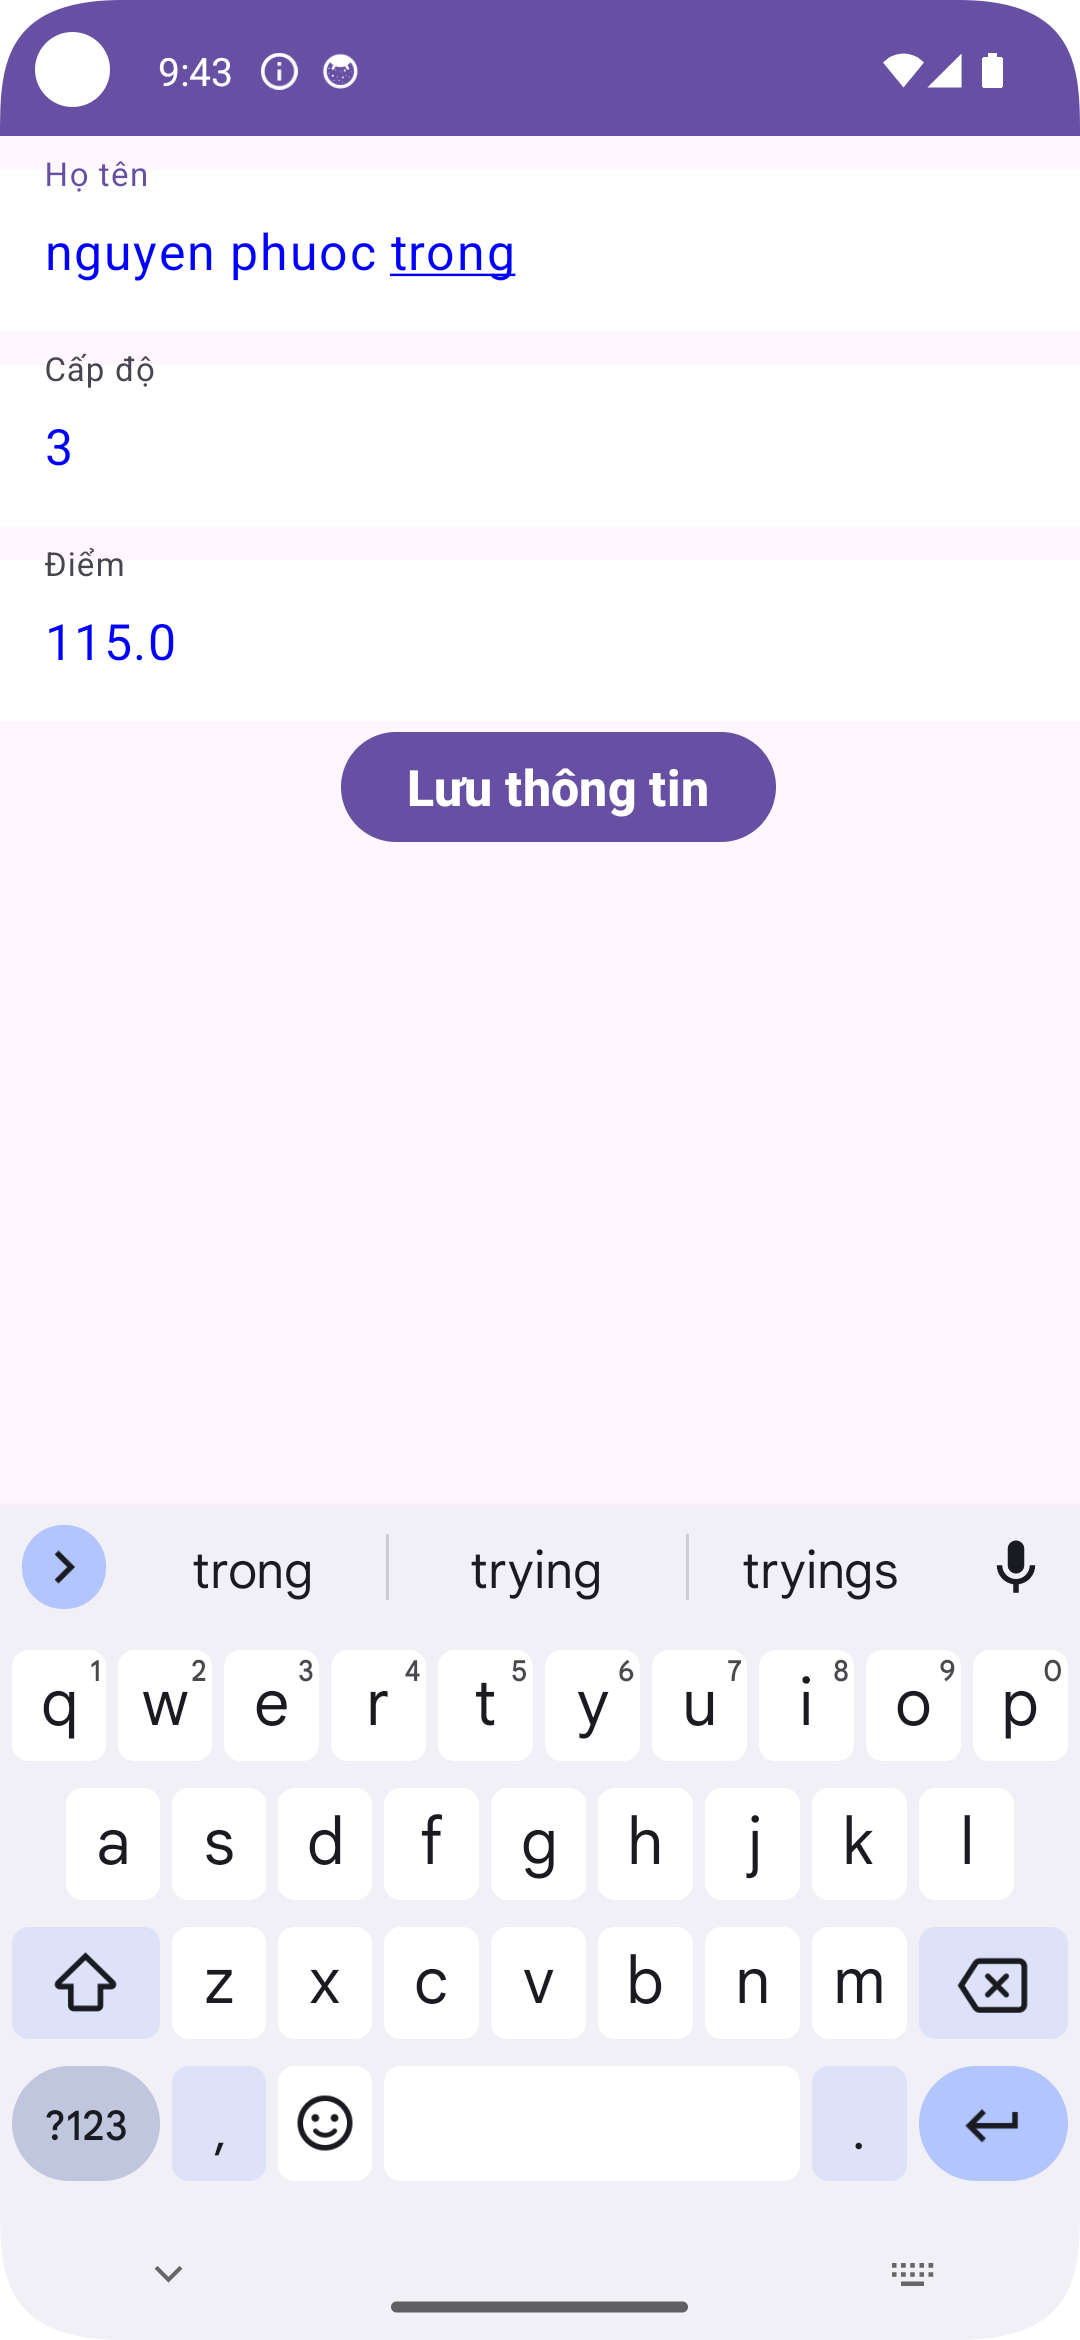 9:43
Họ tên
nguyen phuoc trong
Cấp độ
3
Điểm
115.0
Lưu thông tin
trong trying tryings
q1 w2 e3 r4 t5 y6 u7 i8 o9 p0
a s d f g h j k l
z x c v b n m
?123 , .